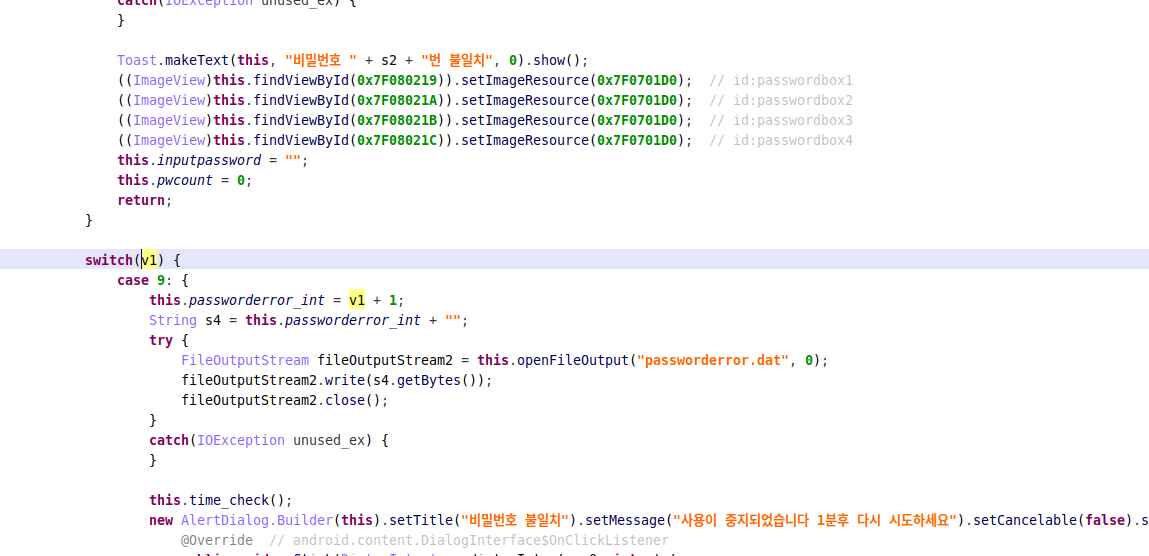 catch(IOException unused_ex) {
}
Toast.makeText(this, "비밀번호 " + s2 + "번 불일치", 0).show();
((ImageView)this.findViewById(0x7F080219)).setImageResource(0x7F0701D0);  // id:passwordbox1
((ImageView)this.findViewById(0x7F08021A)).setImageResource(0x7F0701D0);  // id:passwordbox2
((ImageView)this.findViewById(0x7F08021B)).setImageResource(0x7F0701D0);  // id:passwordbox3
((ImageView)this.findViewById(0x7F08021C)).setImageResource(0x7F0701D0);  // id:passwordbox4
this.inputpassword = "";
this.pwcount = 0;
return;
}
switch(v1) {
case 9: {
this.passworderror_int = v1 + 1;
String s4 = this.passworderror_int + "";
try {
FileOutputStream fileOutputStream2 = this.openFileOutput("passworderror.dat", 0);
fileOutputStream2.write(s4.getBytes());
fileOutputStream2.close();
}
catch(IOException unused_ex) {
}
this.time_check();
new AlertDialog.Builder(this).setTitle("비밀번호 불일치").setMessage("사용이 중지되었습니다 1분후 다시 시도하세요").setCancelable(false).s
@Override  // android.content.DialogInterface$OnClickListener